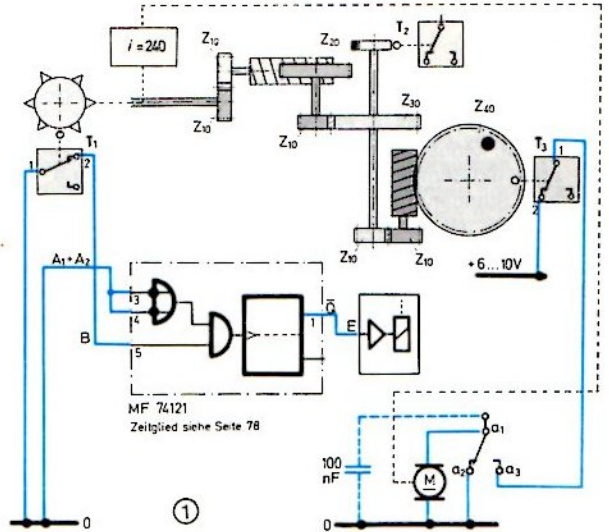 i = 240
Z10
Z20
T2
Z10
Z10
Z30
Z40
T1
1
2
T3
1
2
Z10
Z10
+6...10V
A1+A2
B
3
4
5
1
Q̄
E
MF 74121
Zeitglied siehe Seite 78
1
0
100
nF
M
a1
a2
a3
0